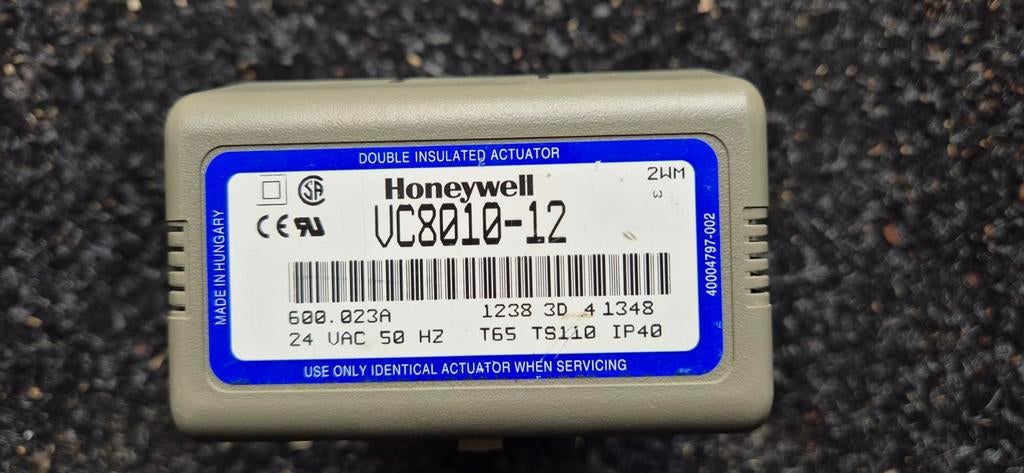 DOUBLE INSULATED ACTUATOR
Honeywell
2WM
3
VC8010-12
MADE IN HUNGARY
40004797-002
600.023A 1238 3D 4 1348
24 VAC 50 HZ T65 TS110 IP40
USE ONLY IDENTICAL ACTUATOR WHEN SERVICING